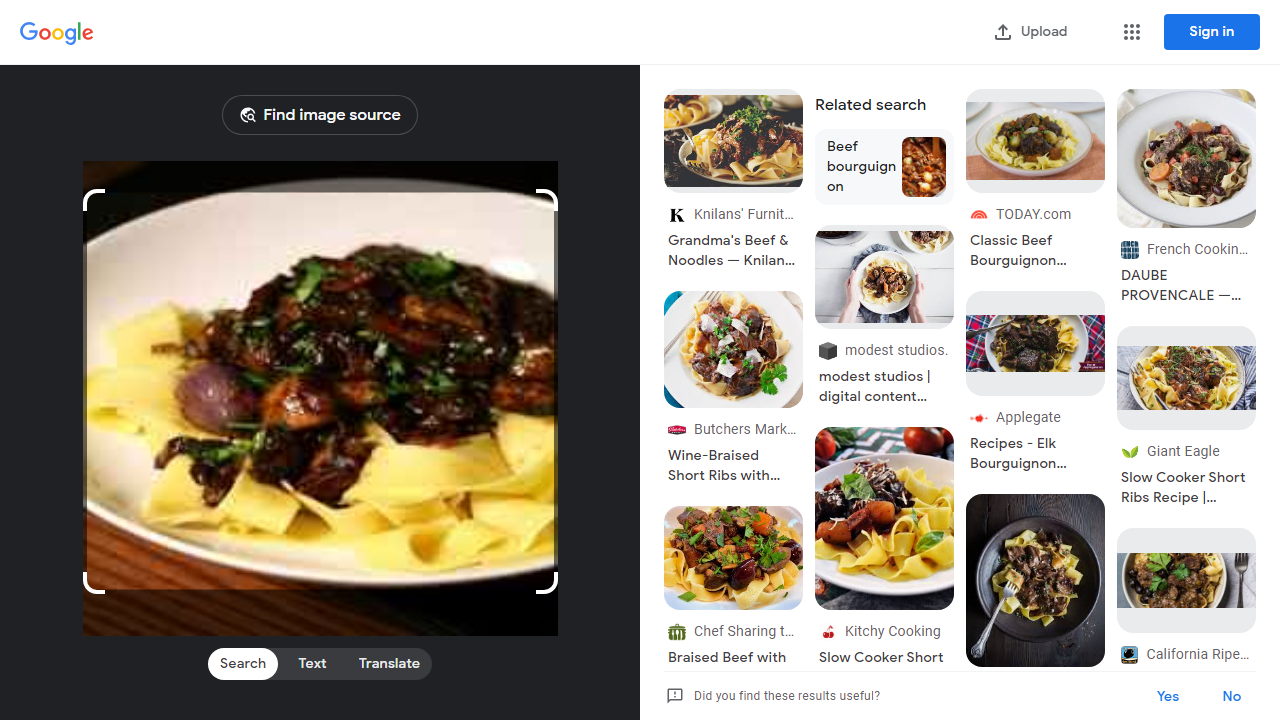 Google
Upload
Sign in
Find image source
Search
Text
Translate
K
Knilans' Furnit...
Grandma's Beef &
Noodles — Knilan...
Butchers Mark...
Wine-Braised
Short Ribs with...
Chef Sharing t...
Braised Beef with
Related search
Beef
bourguign
on
modest studios.
modest studios |
digital content...
Kitchy Cooking
Slow Cooker Short
TODAY.com
Classic Beef
Bourguignon...
Applegate
Recipes - Elk
Bourguignon...
French Cookin...
DAUBE
PROVENCALE —...
Giant Eagle
Slow Cooker Short
Ribs Recipe |...
California Ripe...
Did you find these results useful?
Yes
No